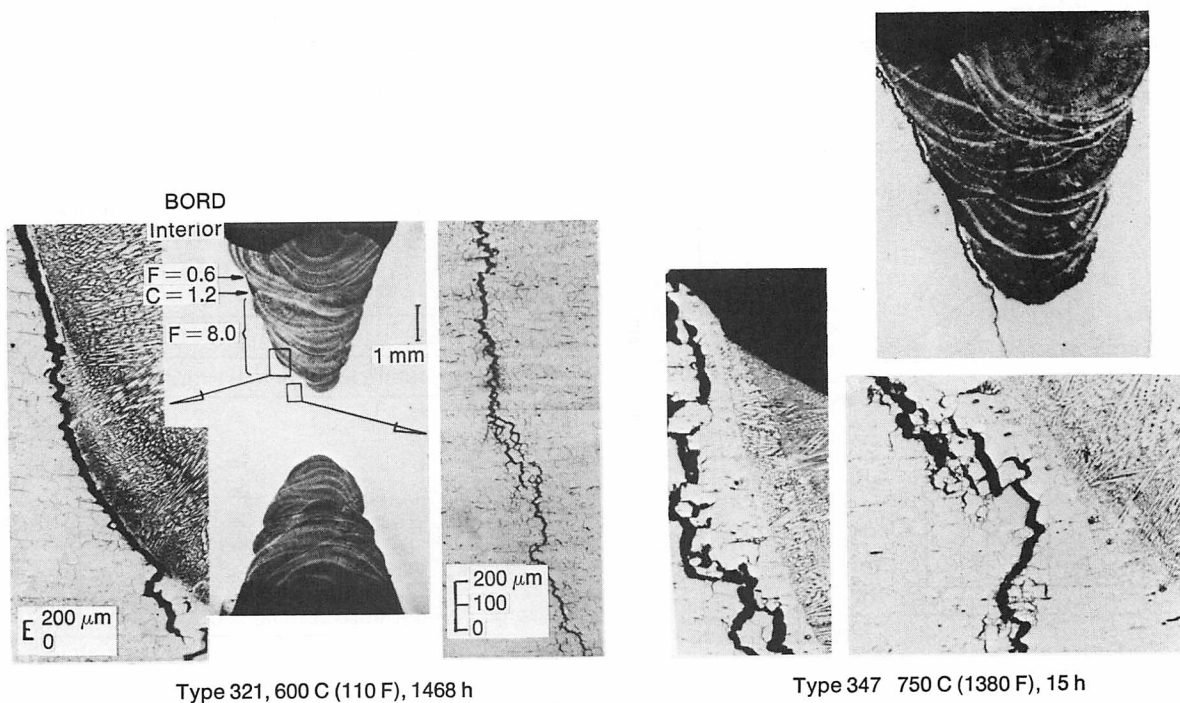 BORD
Interior
F = 0.6
C = 1.2
F = 8.0
1 mm
200 μm
0
200 μm
100
0
Type 321, 600 C (110 F), 1468 h
Type 347 750 C (1380 F), 15 h